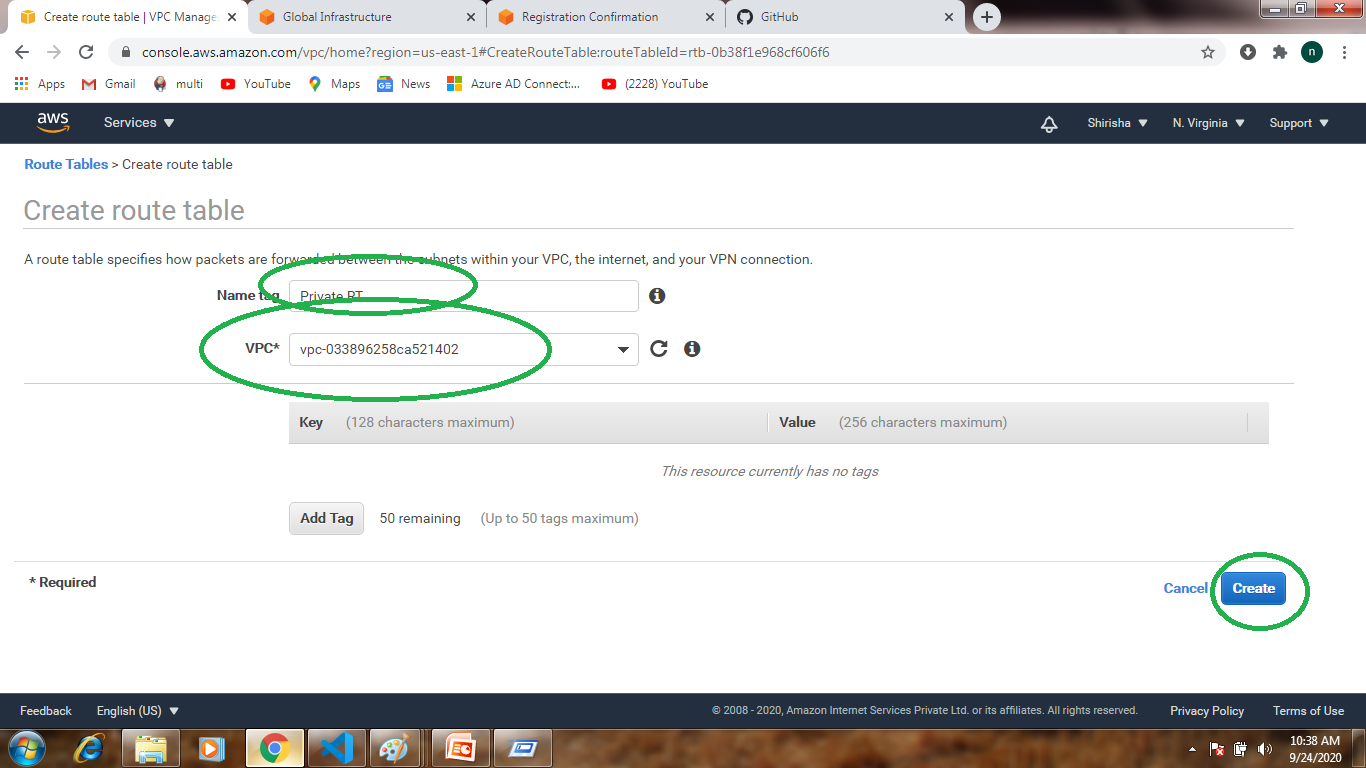 Create route table | VPC Manage
Global Infrastructure
Registration Confirmation
GitHub
console.aws.amazon.com/vpc/home?region=us-east-1#CreateRouteTable:routeTableId=rtb-0b38f1e968cf606f6
n
Apps
Gmail
multi
YouTube
Maps
News
Azure AD Connect:...
(2228) YouTube
aws
Services
Shirisha
N. Virginia
Support
Route Tables > Create route table
Create route table
A route table specifies how packets are forwarded between the subnets within your VPC, the internet, and your VPN connection.
Name tag
Private RT
VPC*
vpc-033896258ca521402
Key (128 characters maximum)
Value (256 characters maximum)
This resource currently has no tags
Add Tag
50 remaining
(Up to 50 tags maximum)
* Required
Cancel
Create
Feedback
English (US)
© 2008 - 2020, Amazon Internet Services Private Ltd. or its affiliates. All rights reserved.
Privacy Policy
Terms of Use
10:38 AM
9/24/2020